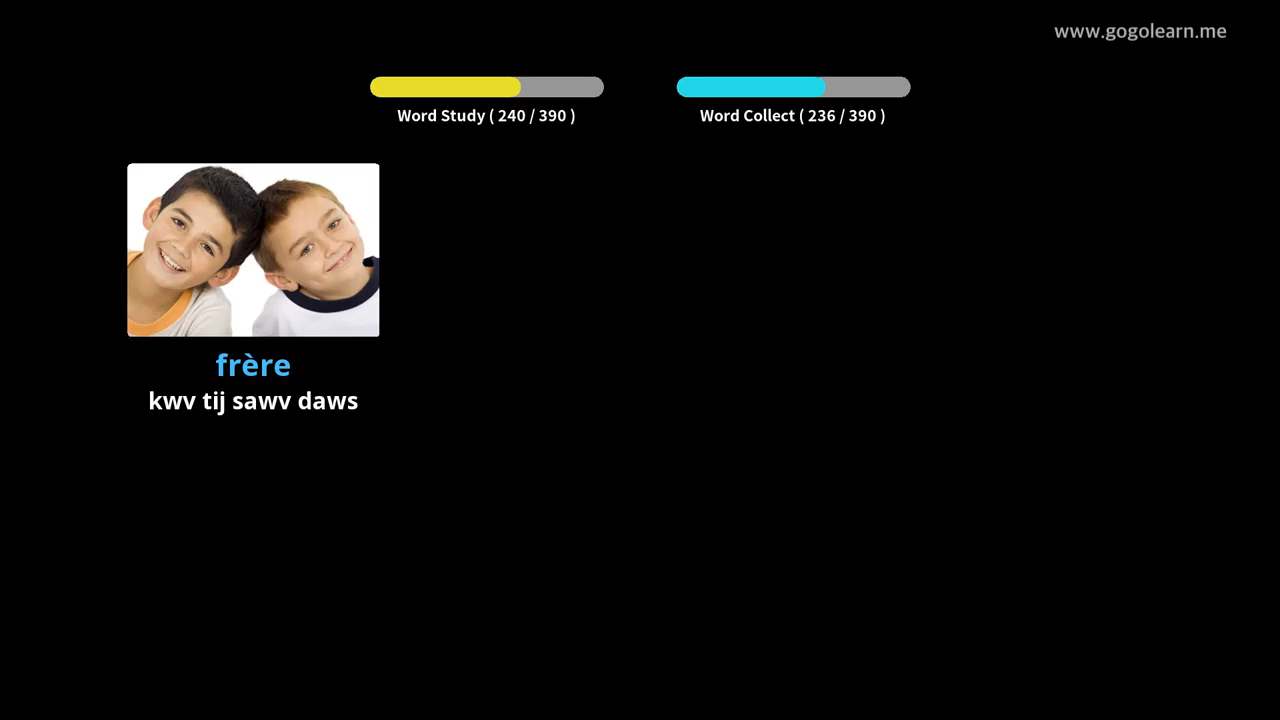 www.gogolearn.me
Word Study ( 240 / 390 )
Word Collect ( 236 / 390 )
frère
kwv tij sawv daws